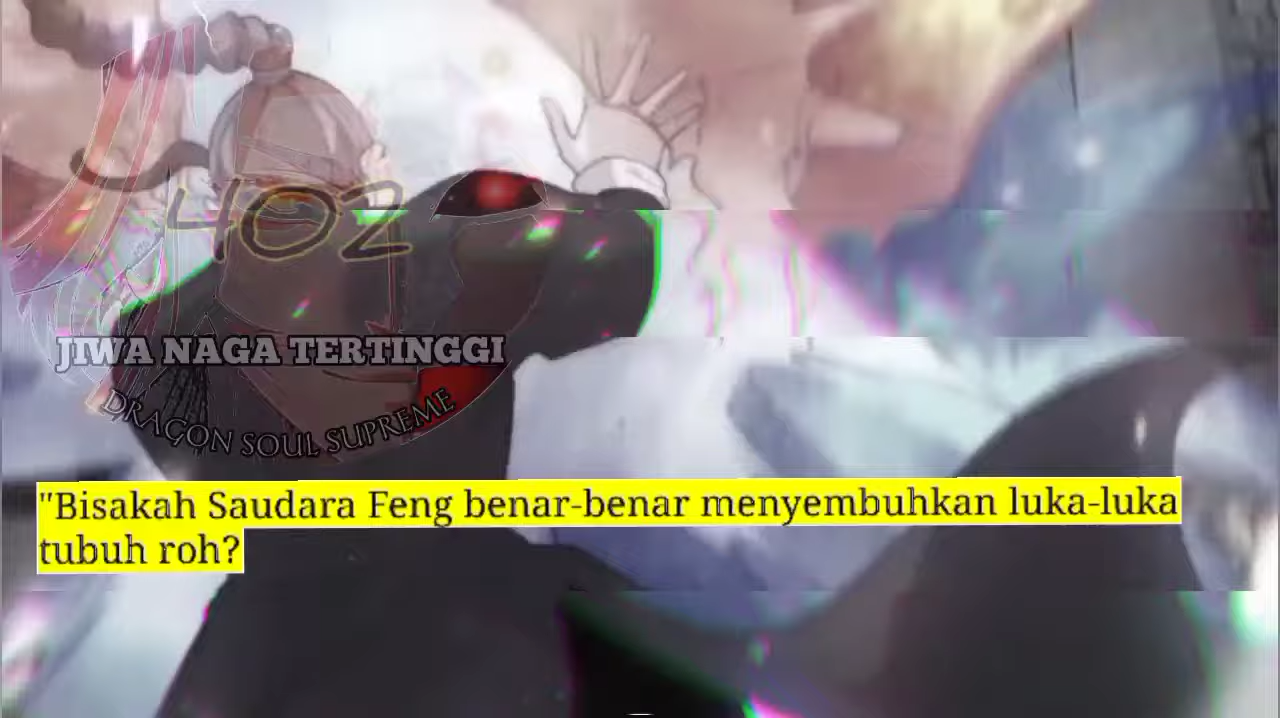 402
JIWA NAGA TERTINGGI
DRAGON SOUL SUPREME
"Bisakah Saudara Feng benar-benar menyembuhkan luka-luka
tubuh roh?